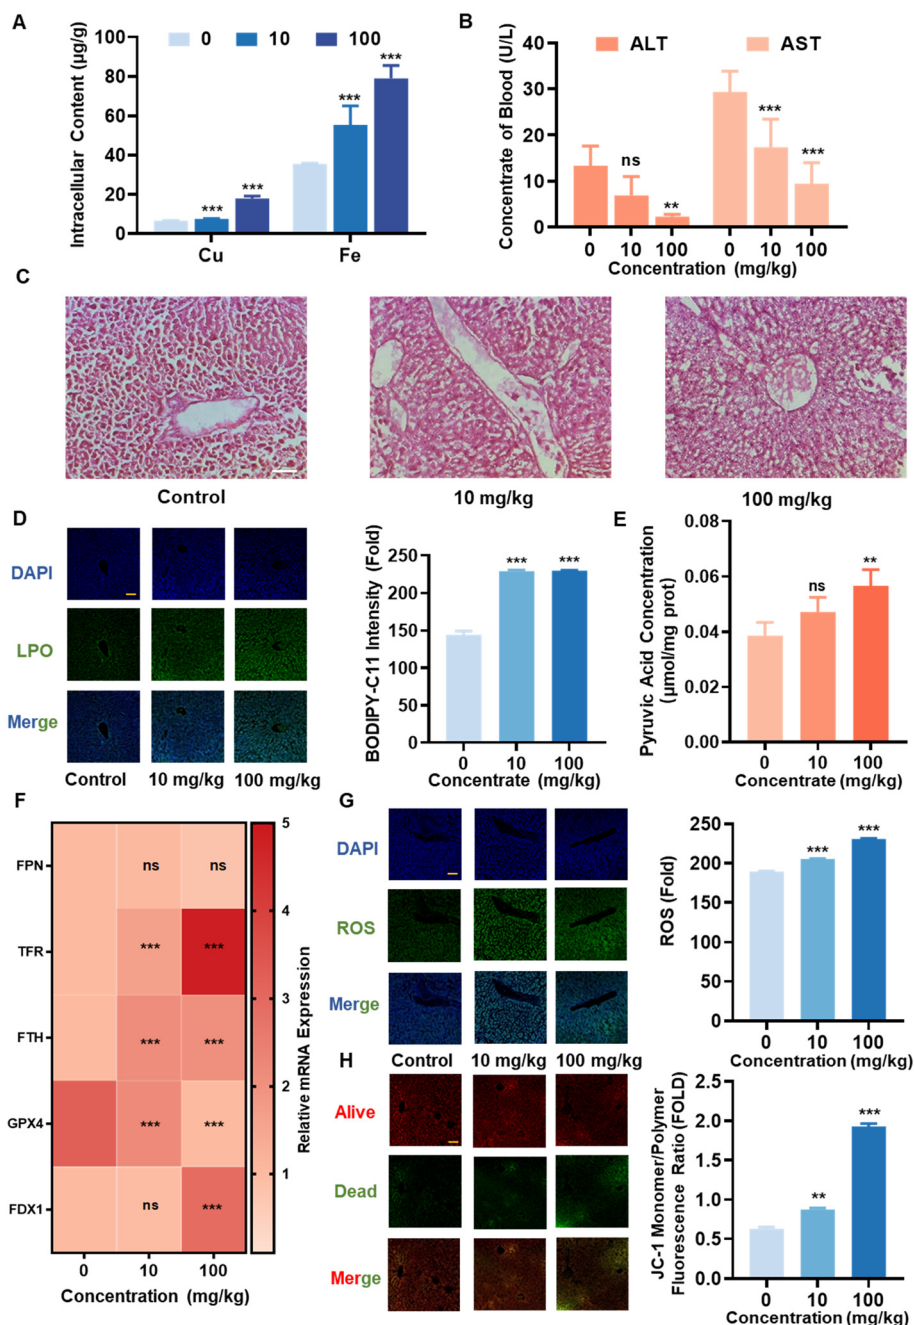 A
Intracellular Content (µg/g)
100
80
60
40
20
0
0 10 100
***
***
***
***
Cu Fe
B
Concentrate of Blood (U/L)
40
30
20
10
0
ALT AST
ns
**
***
***
0 10 100 0 10 100
Concentration (mg/kg)
C
Control 10 mg/kg 100 mg/kg
D
DAPI
LPO
Merge
Control 10 mg/kg 100 mg/kg
BODIPY-C11 Intensity (Fold)
250
200
150
100
50
0
*** ***
0 10 100
Concentrate (mg/kg)
E
Pyruvic Acid Concentration
(µmol/mg prot)
0.08
0.06
0.04
0.02
0.00
ns
**
0 10 100
Concentrate (mg/kg)
F
FPN ns ns
TFR *** ***
FTH *** ***
GPX4 *** ***
FDX1 ns ***
0 10 100
Concentration (mg/kg)
5
4
3
2
1
Relative mRNA Expression
G
DAPI
ROS
Merge
Control 10 mg/kg 100 mg/kg
ROS (Fold)
250
200
150
100
50
0
***
***
0 10 100
Concentration (mg/kg)
H
Alive
Dead
Merge
JC-1 Monomer/Polymer
Fluorescence Ratio (FOLD)
2.5
2.0
1.5
1.0
0.5
0.0
**
***
0 10 100
Concentration (mg/kg)